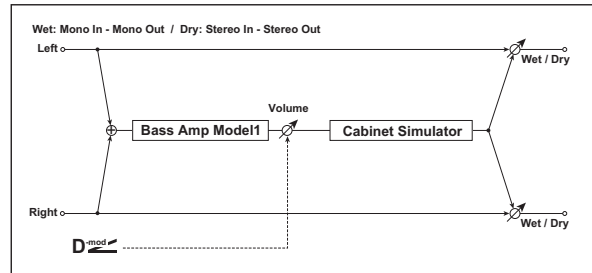 Wet: Mono In - Mono Out / Dry: Stereo In - Stereo Out
Left
Wet / Dry
Volume
Bass Amp Model1
Cabinet Simulator
Right
Wet / Dry
D-mod